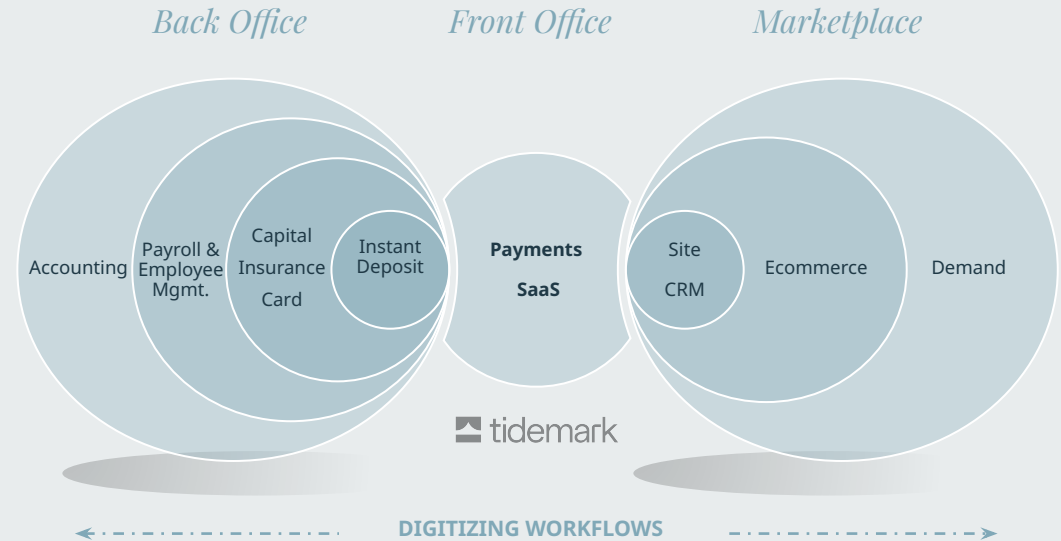 Back Office
Front Office
Marketplace
Accounting
Payroll &
Employee
Mgmt.
Capital
Insurance
Card
Instant
Deposit
Payments
SaaS
Site
CRM
Ecommerce
Demand
tidemark
DIGITIZING WORKFLOWS